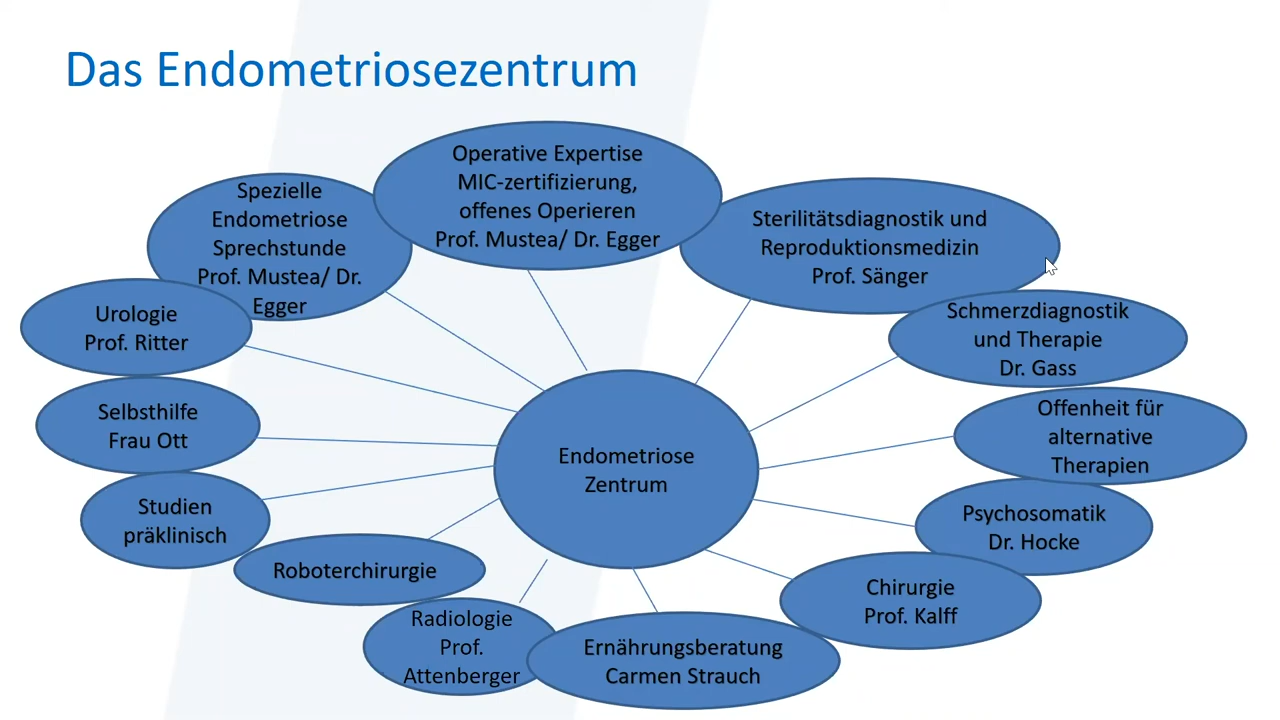 Das Endometriosezentrum
Operative Expertise
MIC-zertifizierung,
offenes Operieren
Prof. Mustea/ Dr. Egger
Spezielle
Endometriose
Sprechstunde
Prof. Mustea/ Dr.
Egger
Sterilitätsdiagnostik und
Reproduktionsmedizin
Prof. Sänger
Urologie
Prof. Ritter
Schmerzdiagnostik
und Therapie
Dr. Gass
Selbsthilfe
Frau Ott
Offenheit für
alternative
Therapien
Endometriose
Zentrum
Studien
präklinisch
Psychosomatik
Dr. Hocke
Roboterchirurgie
Chirurgie
Prof. Kalff
Radiologie
Prof.
Attenberger
Ernährungsberatung
Carmen Strauch